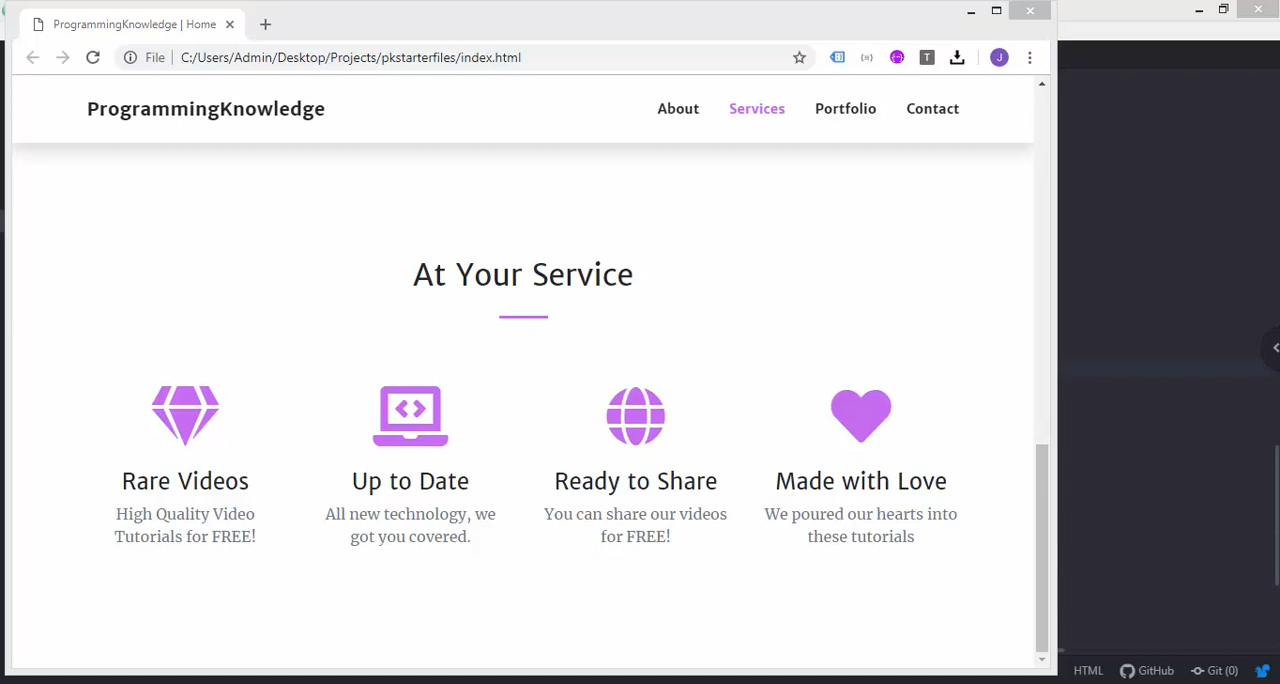 ProgrammingKnowledge | Home
File C:/Users/Admin/Desktop/Projects/pkstarterfiles/index.html
T
J
ProgrammingKnowledge
About Services Portfolio Contact
At Your Service
Rare Videos
High Quality Video
Tutorials for FREE!
Up to Date
All new technology, we
got you covered.
Ready to Share
You can share our videos
for FREE!
Made with Love
We poured our hearts into
these tutorials
HTML GitHub Git (0)